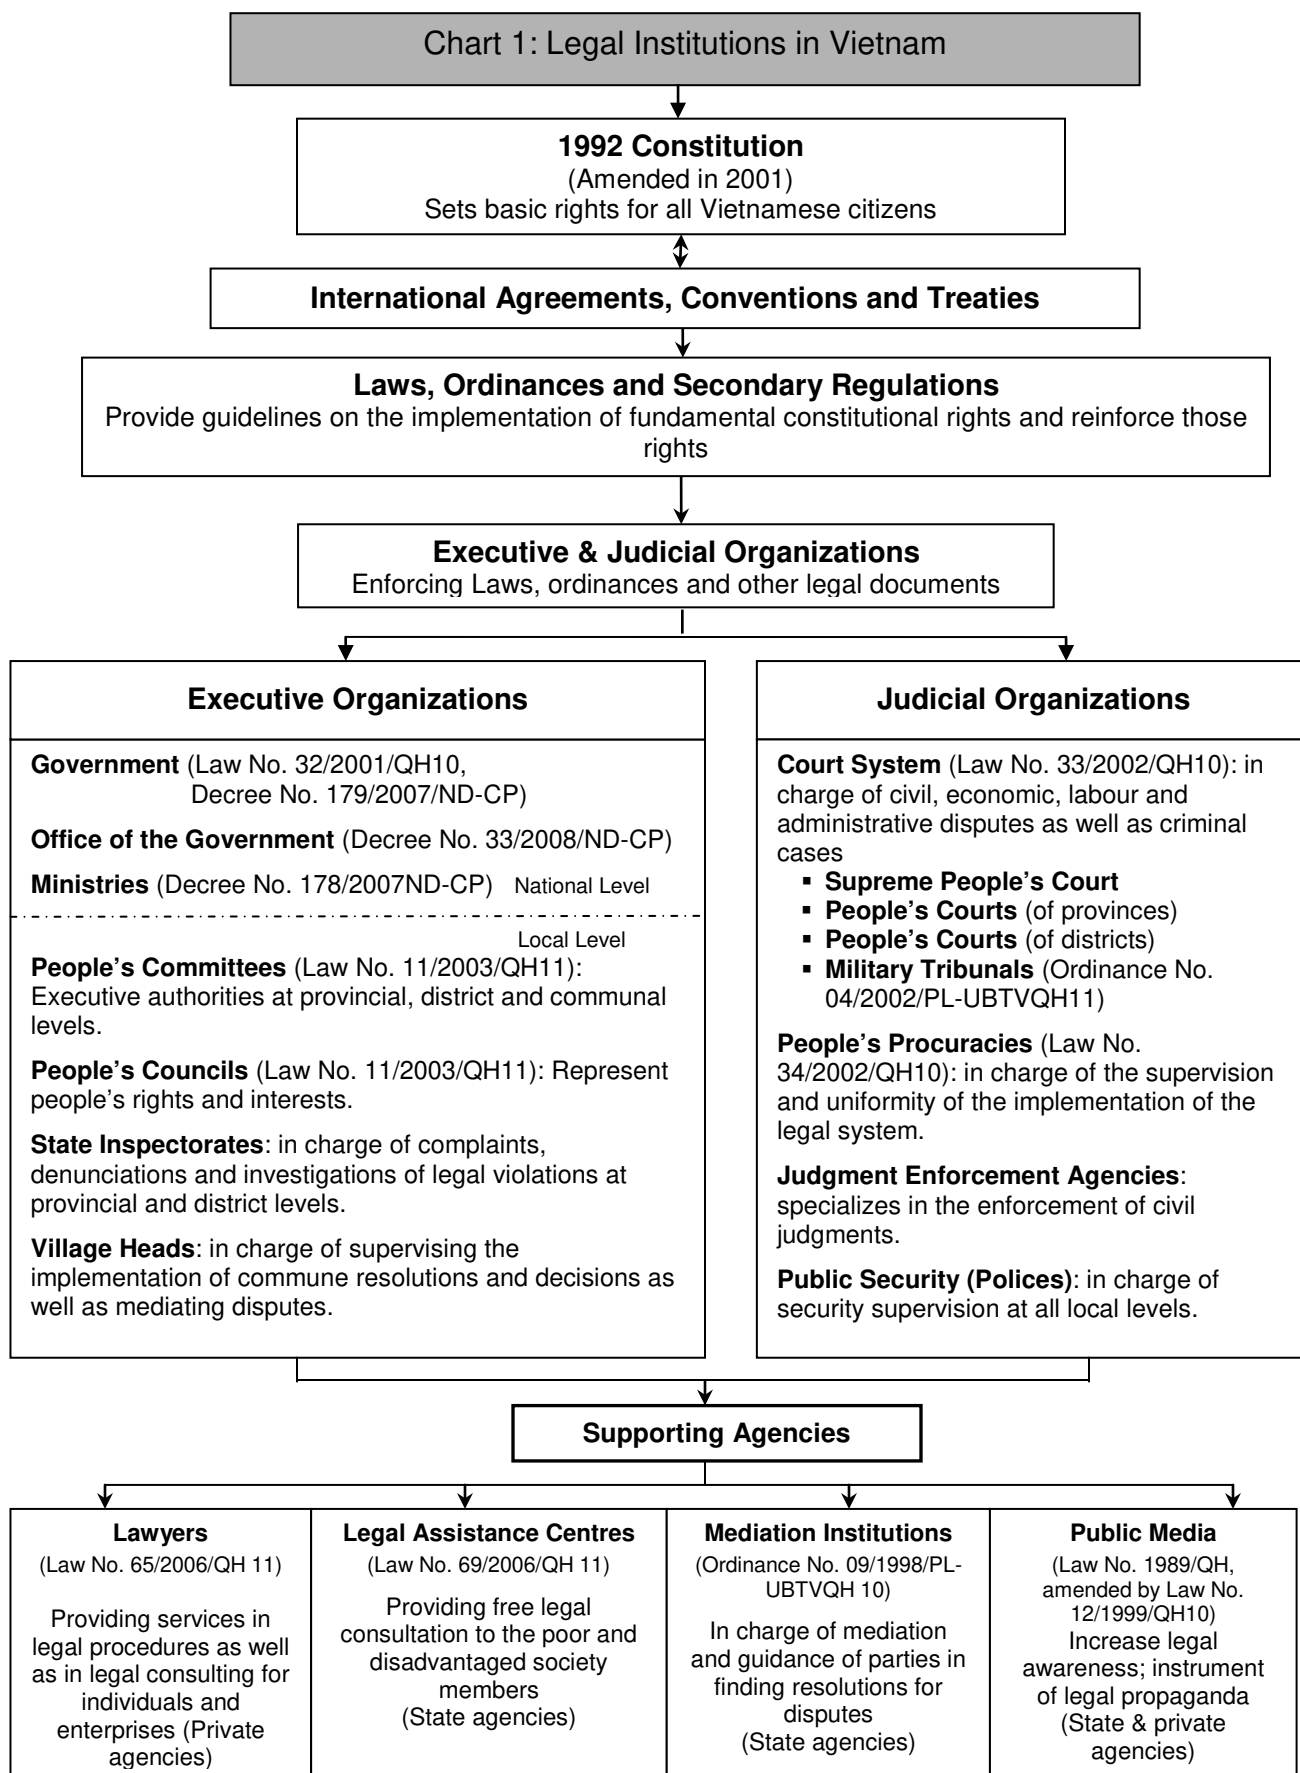 Chart 1: Legal Institutions in Vietnam
1992 Constitution
(Amended in 2001)
Sets basic rights for all Vietnamese citizens
International Agreements, Conventions and Treaties
Laws, Ordinances and Secondary Regulations
Provide guidelines on the implementation of fundamental constitutional rights and reinforce those
rights
Executive & Judicial Organizations
Enforcing Laws, ordinances and other legal documents
Executive Organizations
Government (Law No. 32/2001/QH10,
Decree No. 179/2007/ND-CP)
Office of the Government (Decree No. 33/2008/ND-CP)
Ministries (Decree No. 178/2007ND-CP) National Level
Local Level
People's Committees (Law No. 11/2003/QH11):
Executive authorities at provincial, district and communal
levels.
People's Councils (Law No. 11/2003/QH11): Represent
people's rights and interests.
State Inspectorates: in charge of complaints,
denunciations and investigations of legal violations at
provincial and district levels.
Village Heads: in charge of supervising the
implementation of commune resolutions and decisions as
well as mediating disputes.
Judicial Organizations
Court System (Law No. 33/2002/QH10): in
charge of civil, economic, labour and
administrative disputes as well as criminal
cases
▪ Supreme People's Court
▪ People's Courts (of provinces)
▪ People's Courts (of districts)
▪ Military Tribunals (Ordinance No.
04/2002/PL-UBTVQH11)
People's Procuracies (Law No.
34/2002/QH10): in charge of the supervision
and uniformity of the implementation of the
legal system.
Judgment Enforcement Agencies:
specializes in the enforcement of civil
judgments.
Public Security (Polices): in charge of
security supervision at all local levels.
Supporting Agencies
Lawyers
(Law No. 65/2006/QH 11)
Providing services in
legal procedures as well
as in legal consulting for
individuals and
enterprises (Private
agencies)
Legal Assistance Centres
(Law No. 69/2006/QH 11)
Providing free legal
consultation to the poor and
disadvantaged society
members
(State agencies)
Mediation Institutions
(Ordinance No. 09/1998/PL-
UBTVQH 10)
In charge of mediation
and guidance of parties in
finding resolutions for
disputes
(State agencies)
Public Media
(Law No. 1989/QH,
amended by Law No.
12/1999/QH10)
Increase legal
awareness; instrument
of legal propaganda
(State & private
agencies)